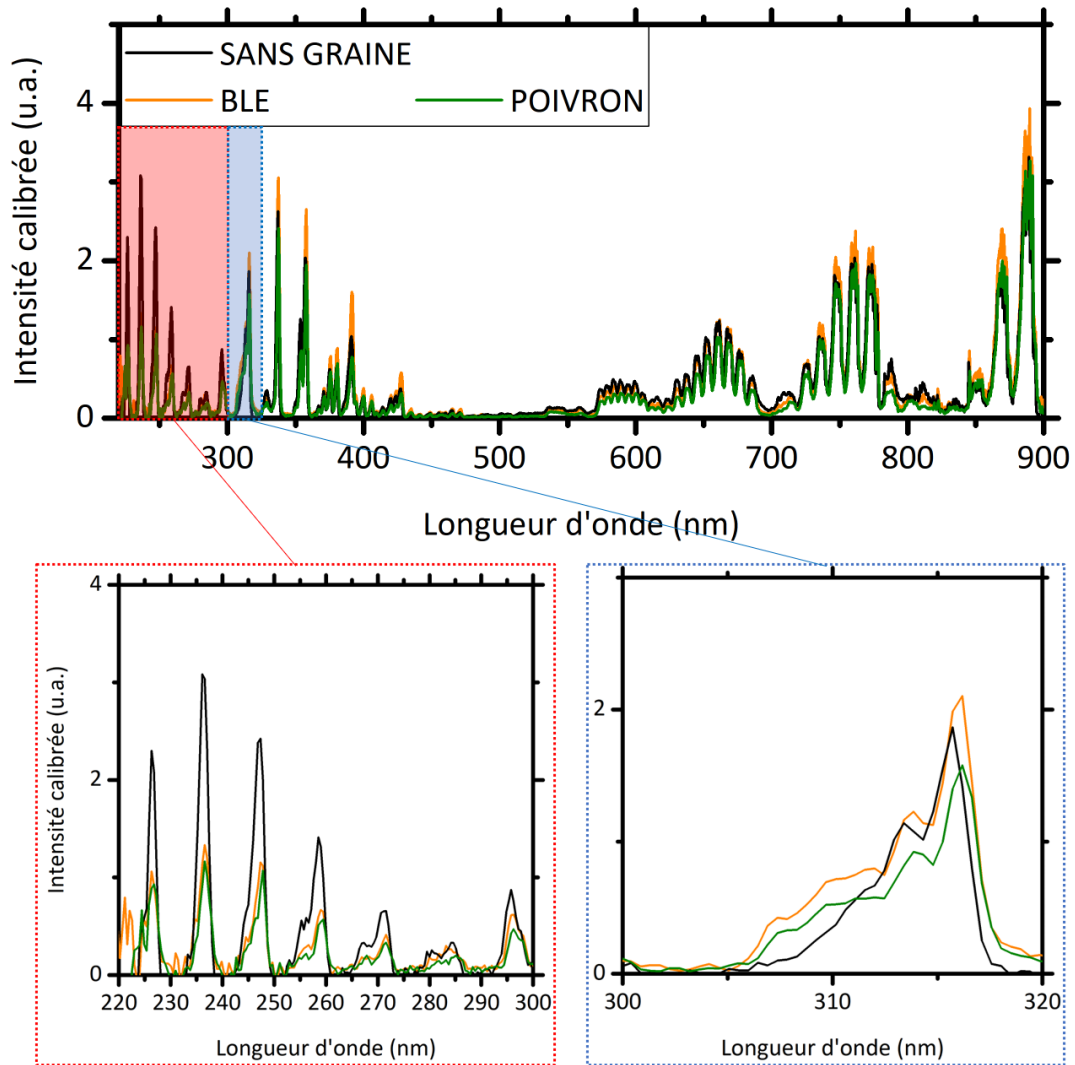 Intensité calibrée (u.a.)
SANS GRAINE
BLE POIVRON
4
2
0
300 400 500 600 700 800 900
Longueur d'onde (nm)
Intensité calibrée (u.a.)
4
2
0
220 230 240 250 260 270 280 290 300
Longueur d'onde (nm)
2
0
300 310 320
Longueur d'onde (nm)